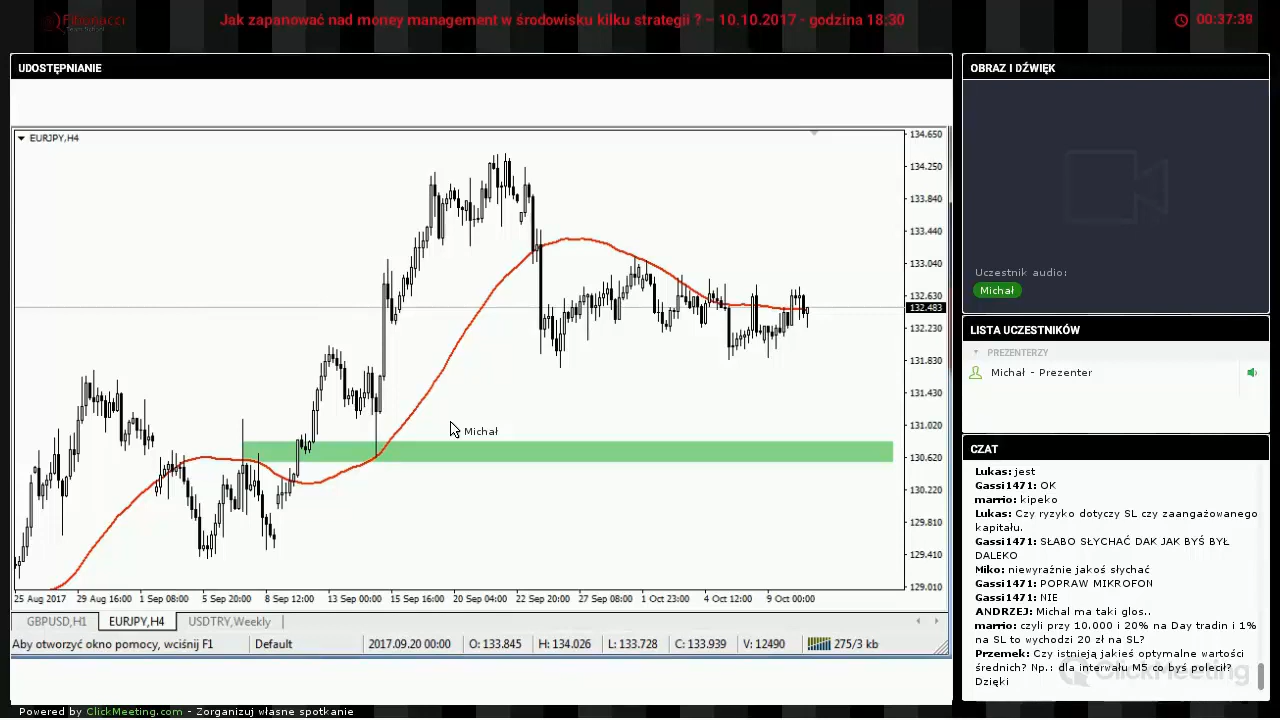 Fibonacci
Jak zapanować nad money management w środowisku kilku strategii ? – 10.10.2017 - godzina 18:30
00:37:39
UDOSTĘPNIANIE
EURJPY,H4
134.650
134.250
133.840
133.440
133.040
132.630
132.483
132.230
131.830
131.430
131.020
130.620
130.220
129.810
129.410
129.010
Michał
25 Aug 2017 29 Aug 16:00 1 Sep 08:00 5 Sep 20:00 8 Sep 12:00 13 Sep 00:00 15 Sep 16:00 20 Sep 04:00 22 Sep 20:00 27 Sep 08:00 1 Oct 23:00 4 Oct 12:00 9 Oct 00:00
GBPUSD,H1 EURJPY,H4 USDTRY,Weekly
Aby otworzyć okno pomocy, wciśnij F1 Default 2017.09.20 00:00 O: 133.845 H: 134.026 L: 133.728 C: 133.939 V: 12490 275/3 kb
OBRAZ I DŹWIĘK
Uczestnik audio:
Michał
LISTA UCZESTNIKÓW
PREZENTERZY
Michał - Prezenter
CZAT
Lukas: jest
Gassi1471: OK
marrio: kipeko
Lukas: Czy ryzyko dotyczy SL czy zaangażowanego
kapitału.
Gassi1471: SŁABO SŁYCHAĆ DAK JAK BYŚ BYŁ
DALEKO
Miko: niewyraźnie jakoś słychać
Gassi1471: POPRAW MIKROFON
Gassi1471: NIE
ANDRZEJ: Michal ma taki glos..
marrio: czyli przy 10.000 i 20% na Day tradin i 1%
na SL to wychodzi 20 zł na SL?
Przemek: Czy istnieją jakieś optymalne wartości
średnich? Np.: dla interwału M5 co byś polecił?
Dzięki
ClickMeeting
Powered by ClickMeeting.com - Zorganizuj własne spotkanie